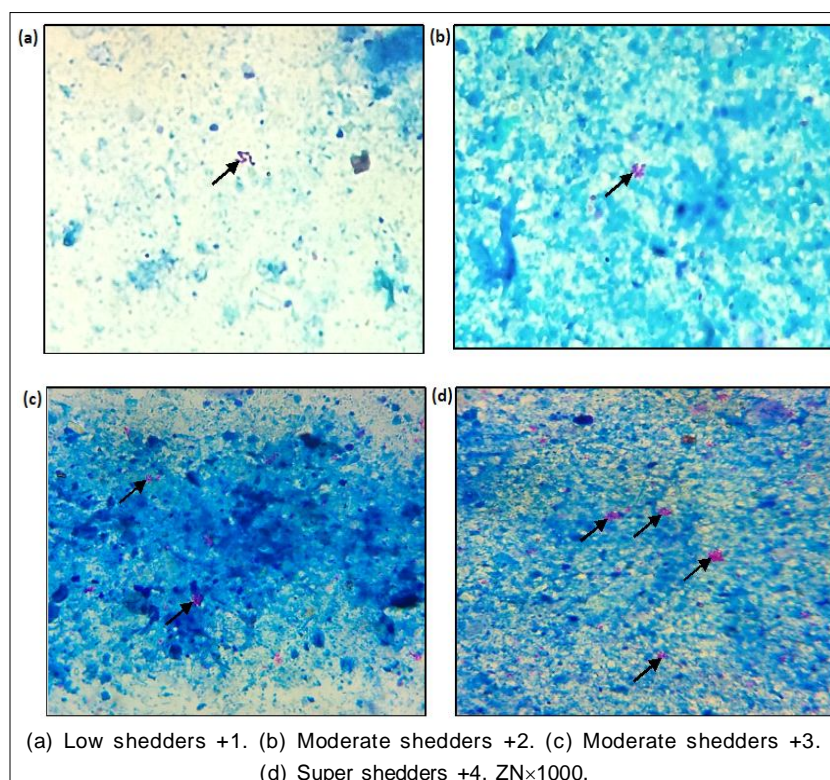 (a)
(b)
(c)
(d)
(a) Low shedders +1. (b) Moderate shedders +2. (c) Moderate shedders +3.
(d) Super shedders +4. ZN×1000.